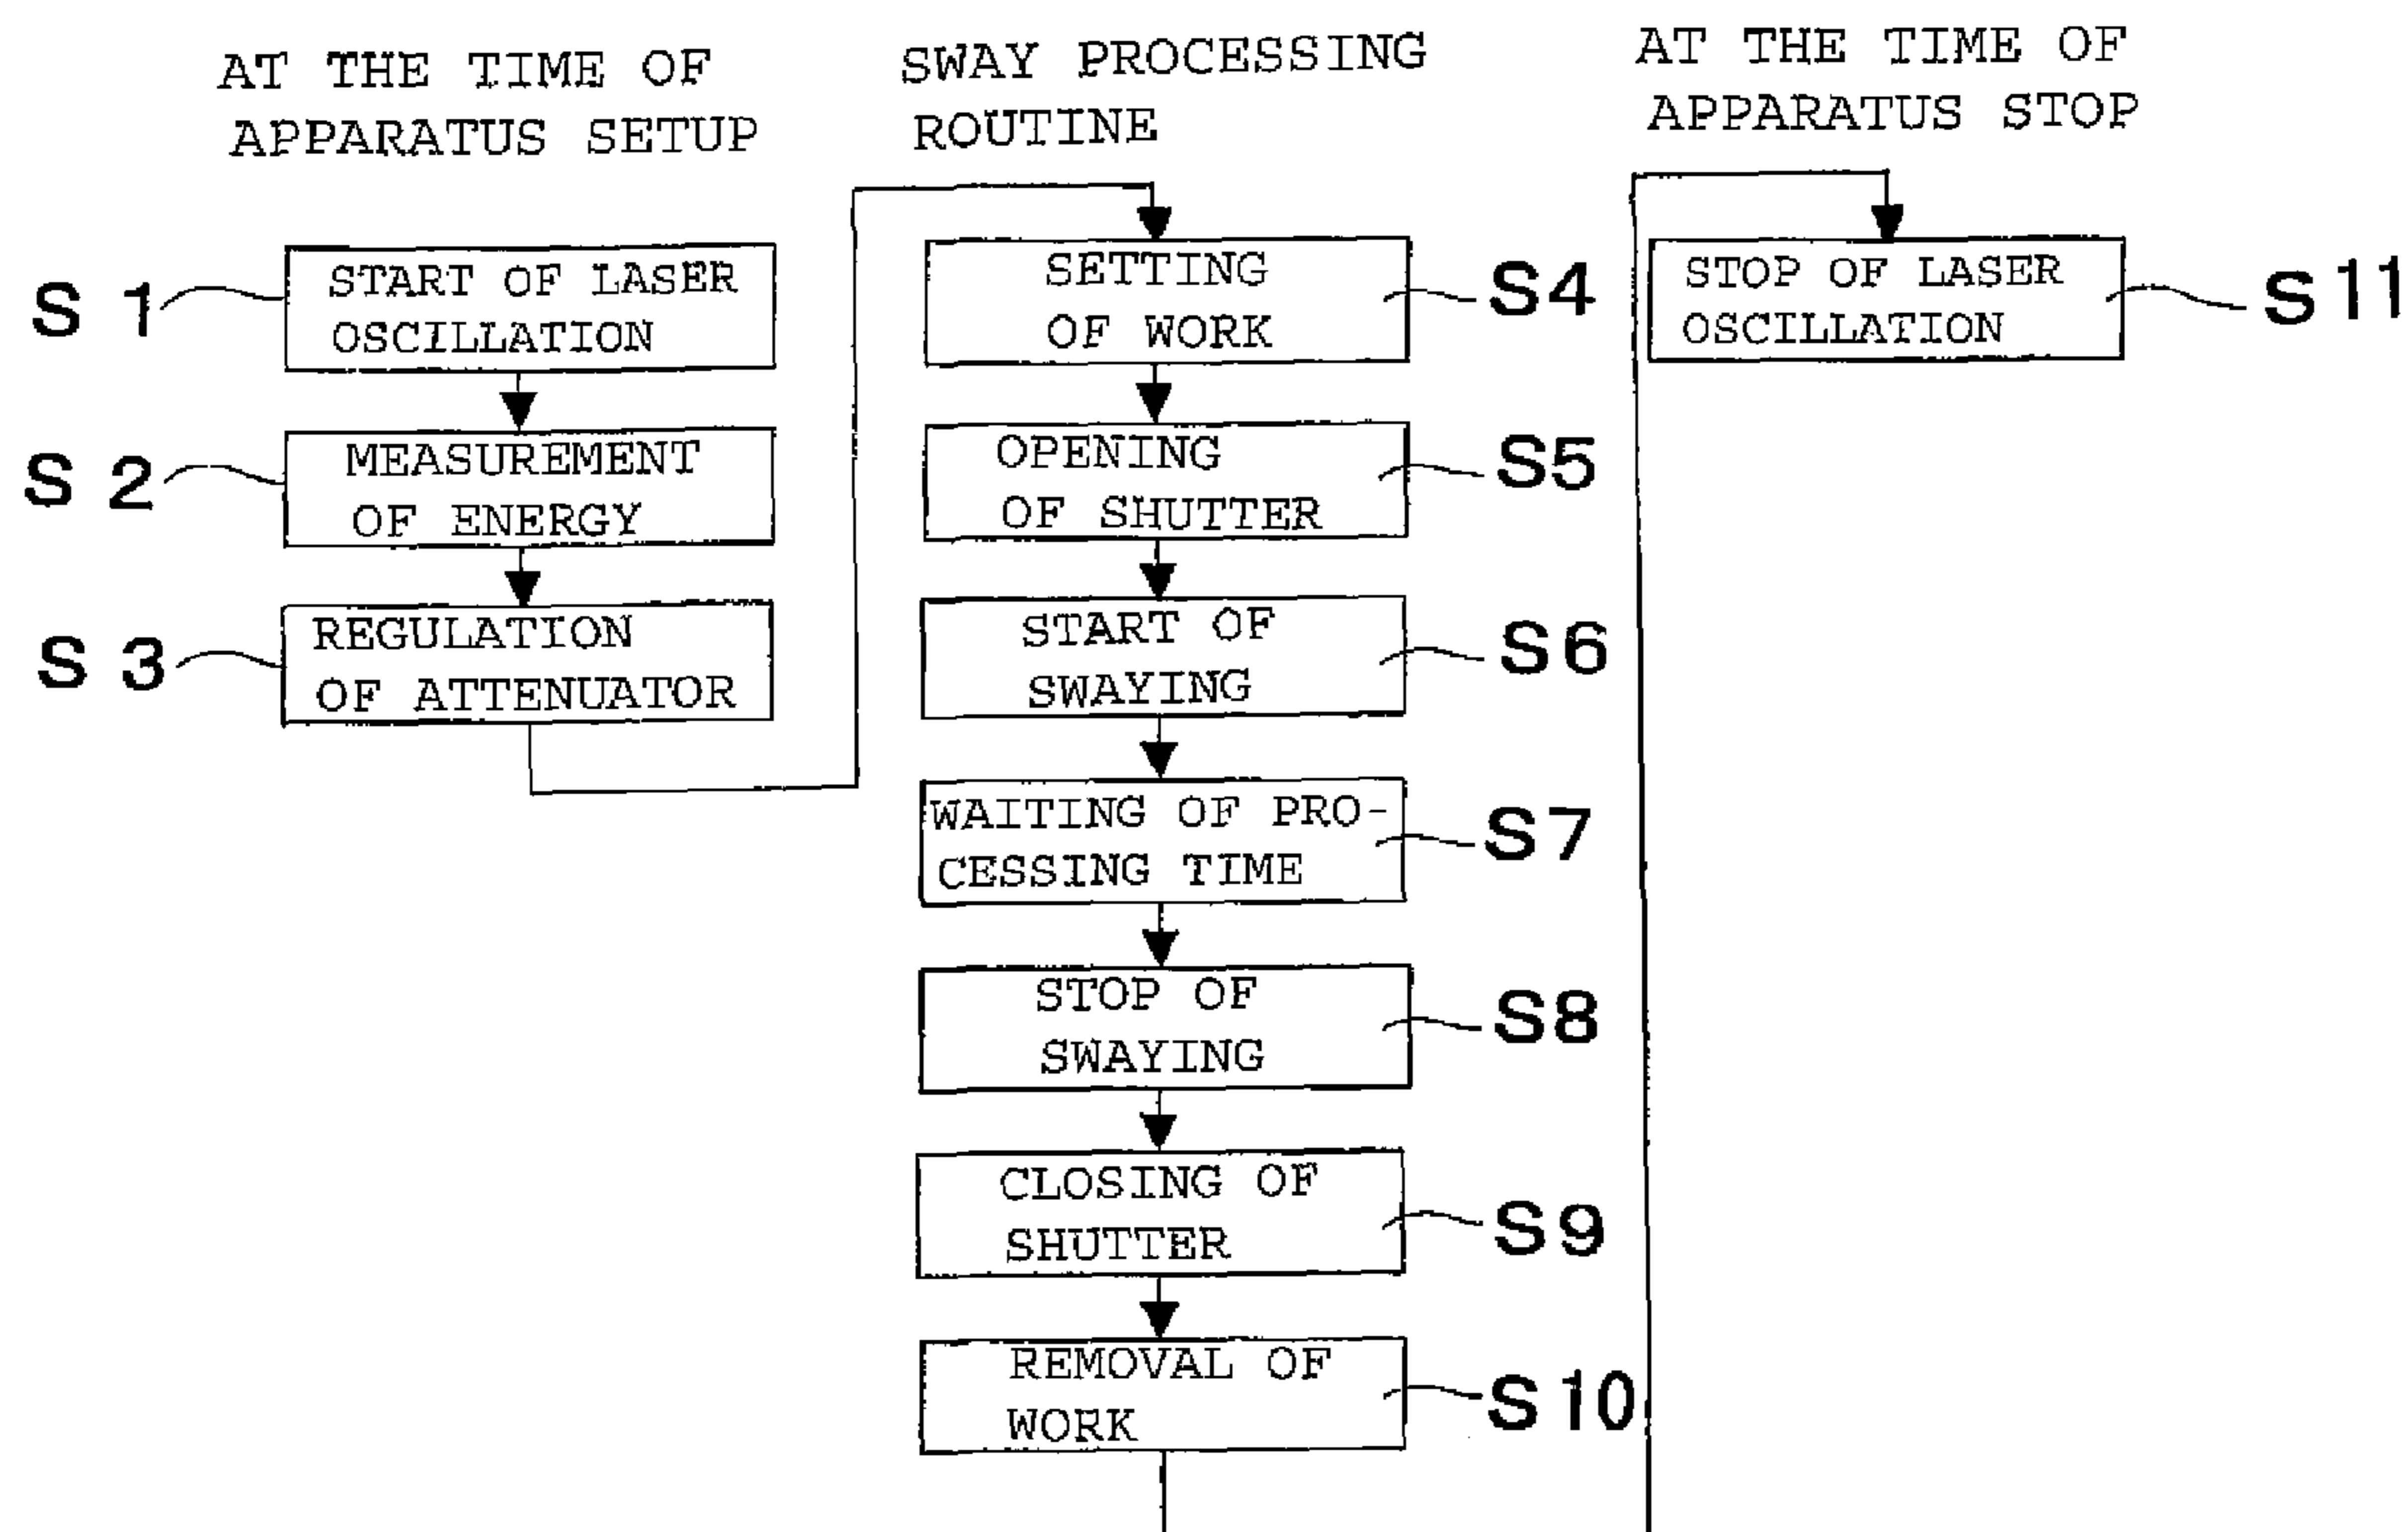 AT THE TIME OF
APPARATUS SETUP
S 1
START OF LASER
OSCILLATION
S 2
MEASUREMENT
OF ENERGY
S 3
REGULATION
OF ATTENUATOR
SWAY PROCESSING
ROUTINE
SETTING
OF WORK
S4
OPENING
OF SHUTTER
S5
START OF
SWAYING
S6
WAITING OF PRO-
CESSING TIME
S7
STOP OF
SWAYING
S8
CLOSING OF
SHUTTER
S9
REMOVAL OF
WORK
S10
AT THE TIME OF
APPARATUS STOP
STOP OF LASER
OSCILLATION
S11